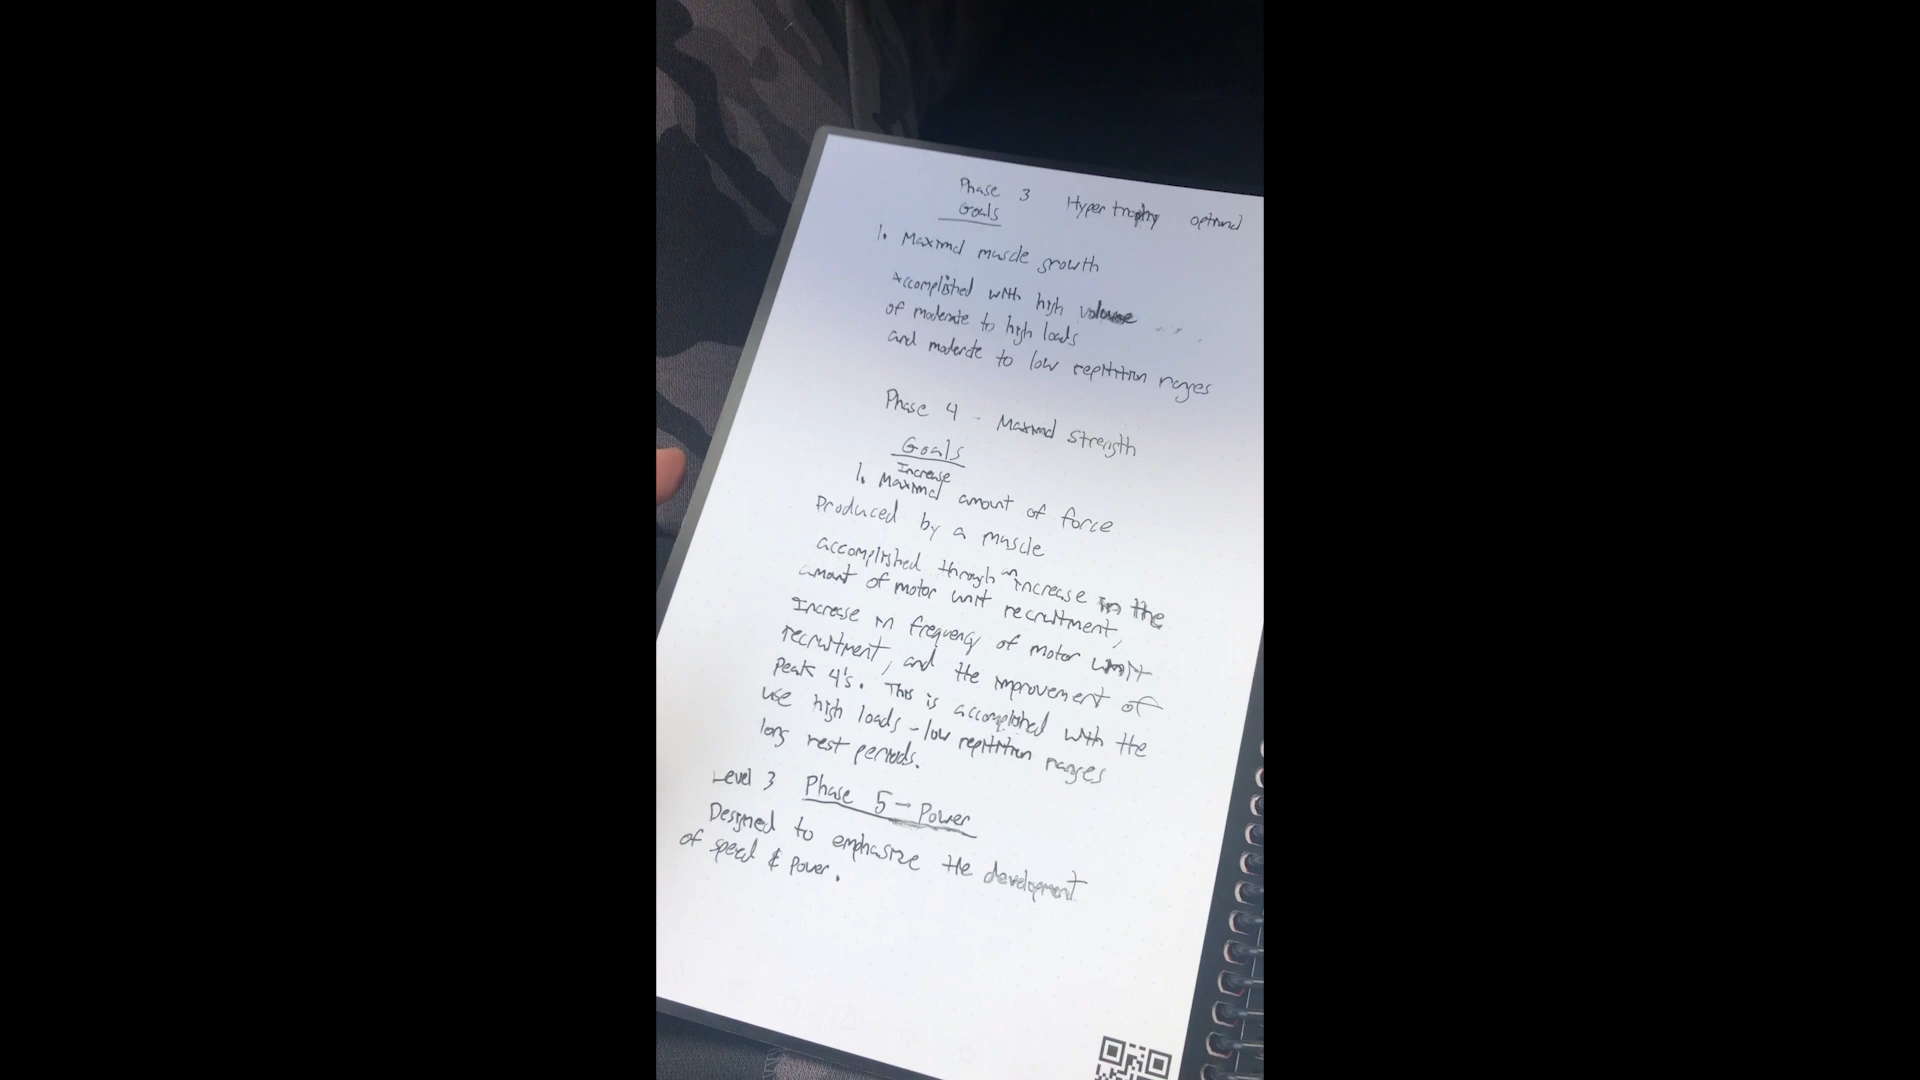 Phase 3 Hypertrophy optional
Goals
1. Maximal muscle growth
Accomplished with high volume
of moderate to high loads
and moderate to low repitition ranges
Phase 4 - Maximal strength
Goals
Increase
1. Maximal amount of force
Produced by a muscle
accomplished through an increase in the
amount of motor unit recruitment,
Increase in frequency of motor unit
recruitment, and the improvement of
Peak 4's. This is accomplished with the
use high loads - low repitition ranges
long rest periods.
Level 3 Phase 5 - Power
Designed to emphasize the development
of speed & Power.